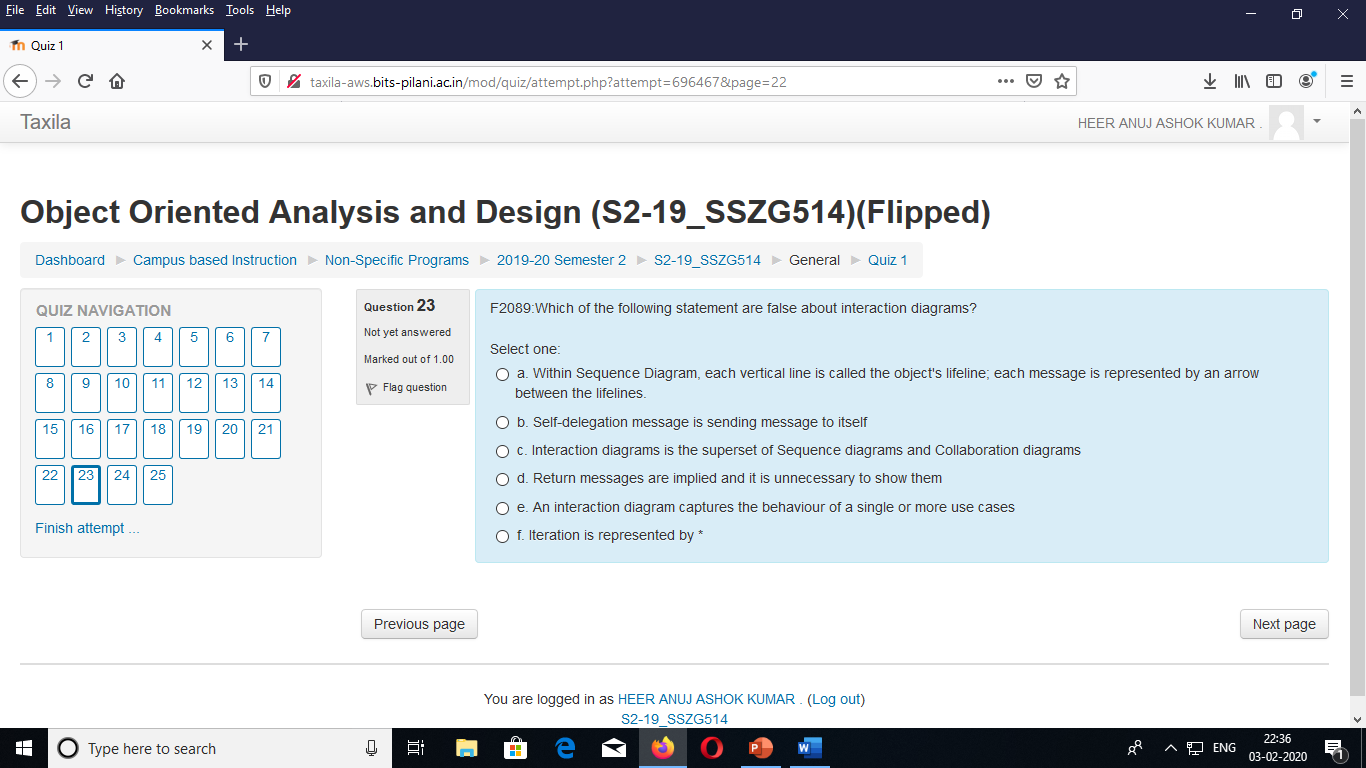 File Edit View History Bookmarks Tools Help
Quiz 1
taxila-aws.bits-pilani.ac.in/mod/quiz/attempt.php?attempt=696467&page=22
Taxila
HEER ANUJ ASHOK KUMAR .
Object Oriented Analysis and Design (S2-19_SSZG514)(Flipped)
Dashboard ► Campus based Instruction ► Non-Specific Programs ► 2019-20 Semester 2 ► S2-19_SSZG514 ► General ► Quiz 1
QUIZ NAVIGATION
1 2 3 4 5 6 7
8 9 10 11 12 13 14
15 16 17 18 19 20 21
22 23 24 25
Finish attempt ...
Question 23
Not yet answered
Marked out of 1.00
Flag question
F2089:Which of the following statement are false about interaction diagrams?
Select one:
a. Within Sequence Diagram, each vertical line is called the object's lifeline; each message is represented by an arrow
between the lifelines.
b. Self-delegation message is sending message to itself
c. Interaction diagrams is the superset of Sequence diagrams and Collaboration diagrams
d. Return messages are implied and it is unnecessary to show them
e. An interaction diagram captures the behaviour of a single or more use cases
f. Iteration is represented by *
Previous page
Next page
You are logged in as HEER ANUJ ASHOK KUMAR . (Log out)
S2-19_SSZG514
Type here to search
ENG
22:36
03-02-2020
1